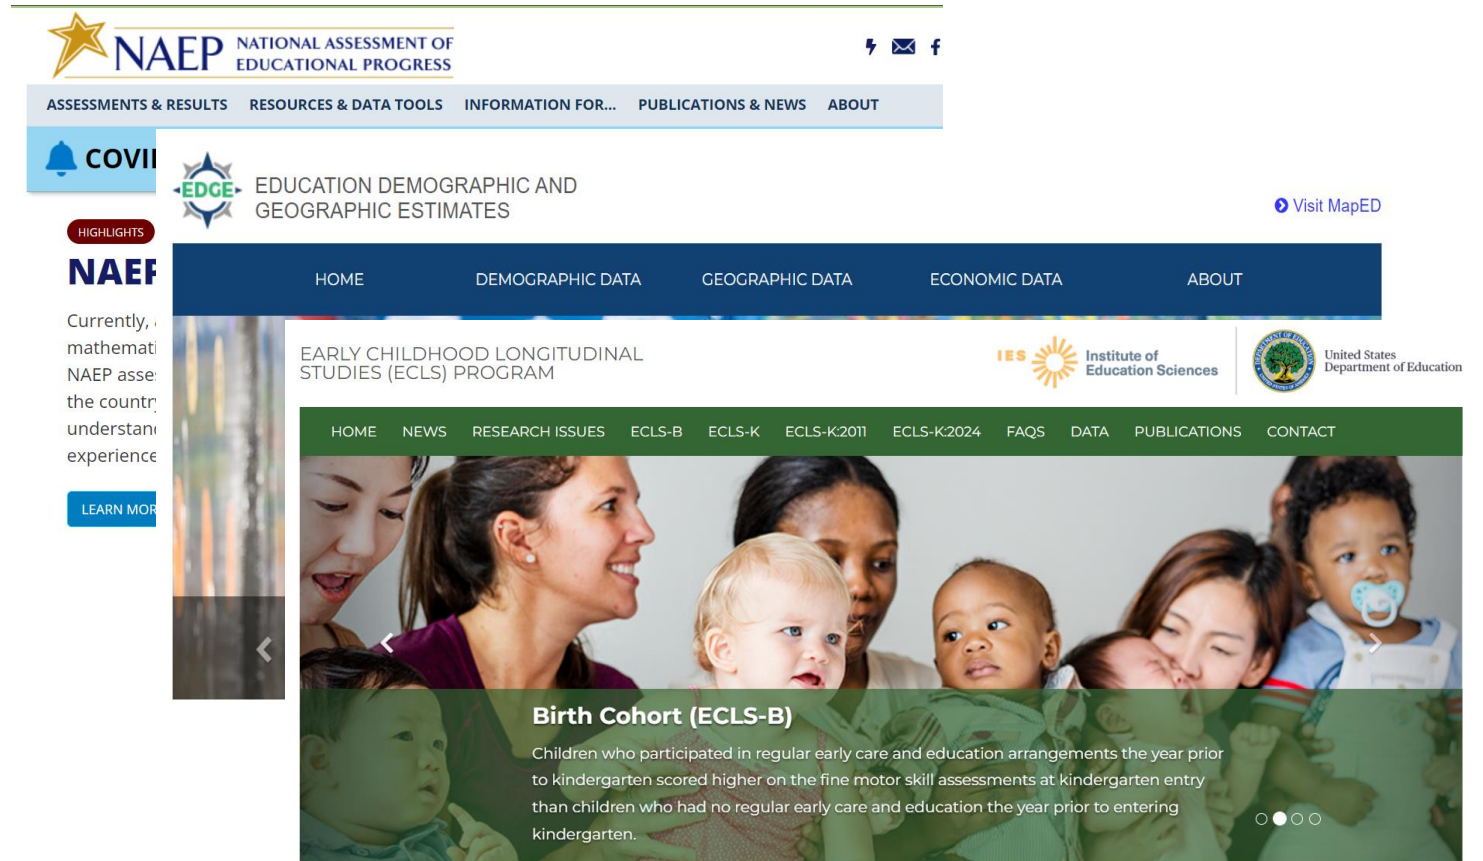 NAEP
NATIONAL ASSESSMENT OF
EDUCATIONAL PROGRESS
ASSESSMENTS & RESULTS
RESOURCES & DATA TOOLS
INFORMATION FOR...
PUBLICATIONS & NEWS
ABOUT
HIGHLIGHTS
Currently,
the
LEARN
EDGE
EDUCATION DEMOGRAPHIC AND
GEOGRAPHIC ESTIMATES
Visit MapED
HOME
DEMOGRAPHIC DATA
GEOGRAPHIC DATA
ECONOMIC DATA
ABOUT
EARLY CHILDHOOD LONGITUDINAL
STUDIES (ECLS) PROGRAM
IES
Institute of
Education Sciences
United States
Department of Education
HOME
NEWS
RESEARCH ISSUES
ECLS-B
ECLS-K
ECLS-K:2011
ECLS-K:2024
FAQS
DATA
PUBLICATIONS
CONTACT
Birth Cohort (ECLS-B)
Children who participated in regular early care and education arrangements the year prior
to kindergarten scored higher on the fine motor skill assessments at kindergarten entry
than children who had no regular early care and education the year prior to entering
kindergarten.